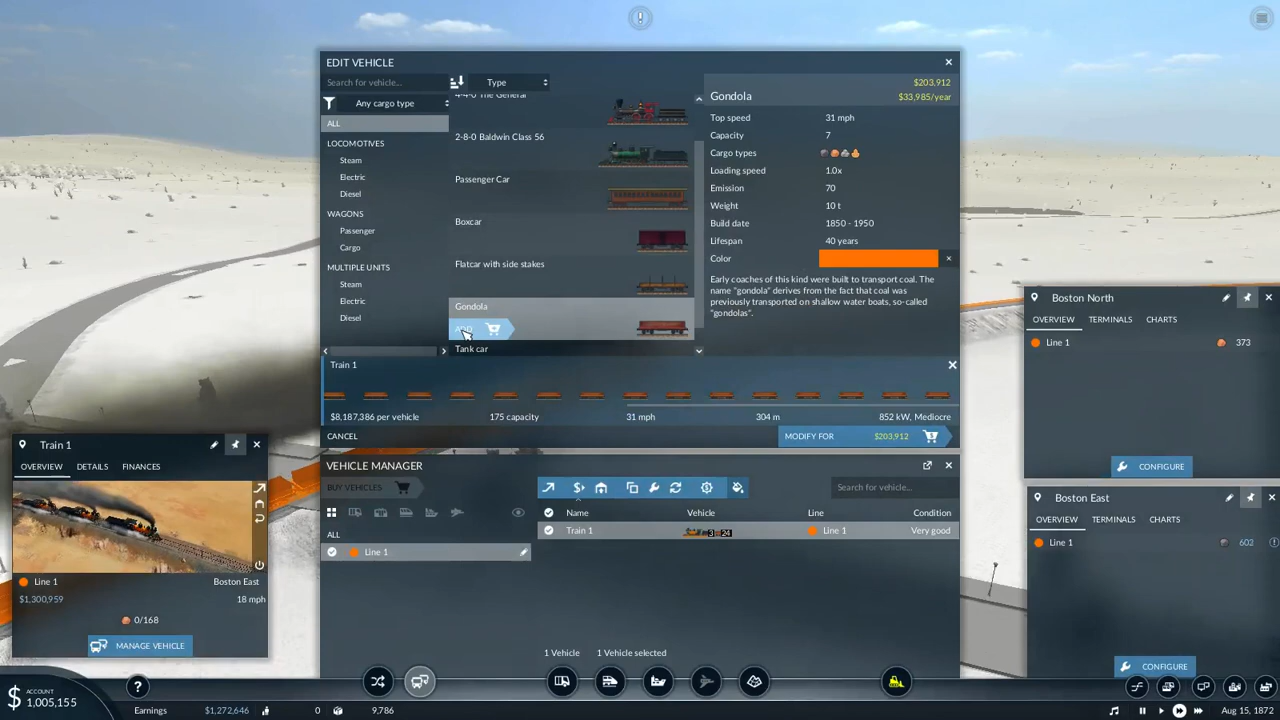 EDIT VEHICLE
Search for vehicle...
Type
Any cargo type
ALL
LOCOMOTIVES
Steam
Electric
Diesel
WAGONS
Passenger
Cargo
MULTIPLE UNITS
Steam
Electric
Diesel
4-4-0 The General
2-8-0 Baldwin Class 56
Passenger Car
Boxcar
Flatcar with side stakes
Gondola
ADD
Tank car
$203,912
Gondola
$33,985/year
Top speed 31 mph
Capacity 7
Cargo types
Loading speed 1.0x
Emission 70
Weight 10 t
Build date 1850 - 1950
Lifespan 40 years
Color
Early coaches of this kind were built to transport coal. The
name "gondola" derives from the fact that coal was
previously transported on shallow water boats, so-called
"gondolas".
Train 1
$8,187,386 per vehicle 175 capacity 31 mph 304 m 852 kW, Mediocre
CANCEL
MODIFY FOR $203,912
VEHICLE MANAGER
BUY VEHICLES
Search for vehicle...
ALL
Line 1
Name Vehicle Line Condition
Train 1 3 24 Line 1 Very good
1 Vehicle 1 Vehicle selected
Train 1
OVERVIEW DETAILS FINANCES
Line 1 Boston East
$1,300,959 18 mph
0/168
MANAGE VEHICLE
Boston North
OVERVIEW TERMINALS CHARTS
Line 1 373
CONFIGURE
Boston East
OVERVIEW TERMINALS CHARTS
Line 1 602
CONFIGURE
$ ACCOUNT
1,005,155
?
Earnings $1,272,646 0 9,786
Aug 15, 1872